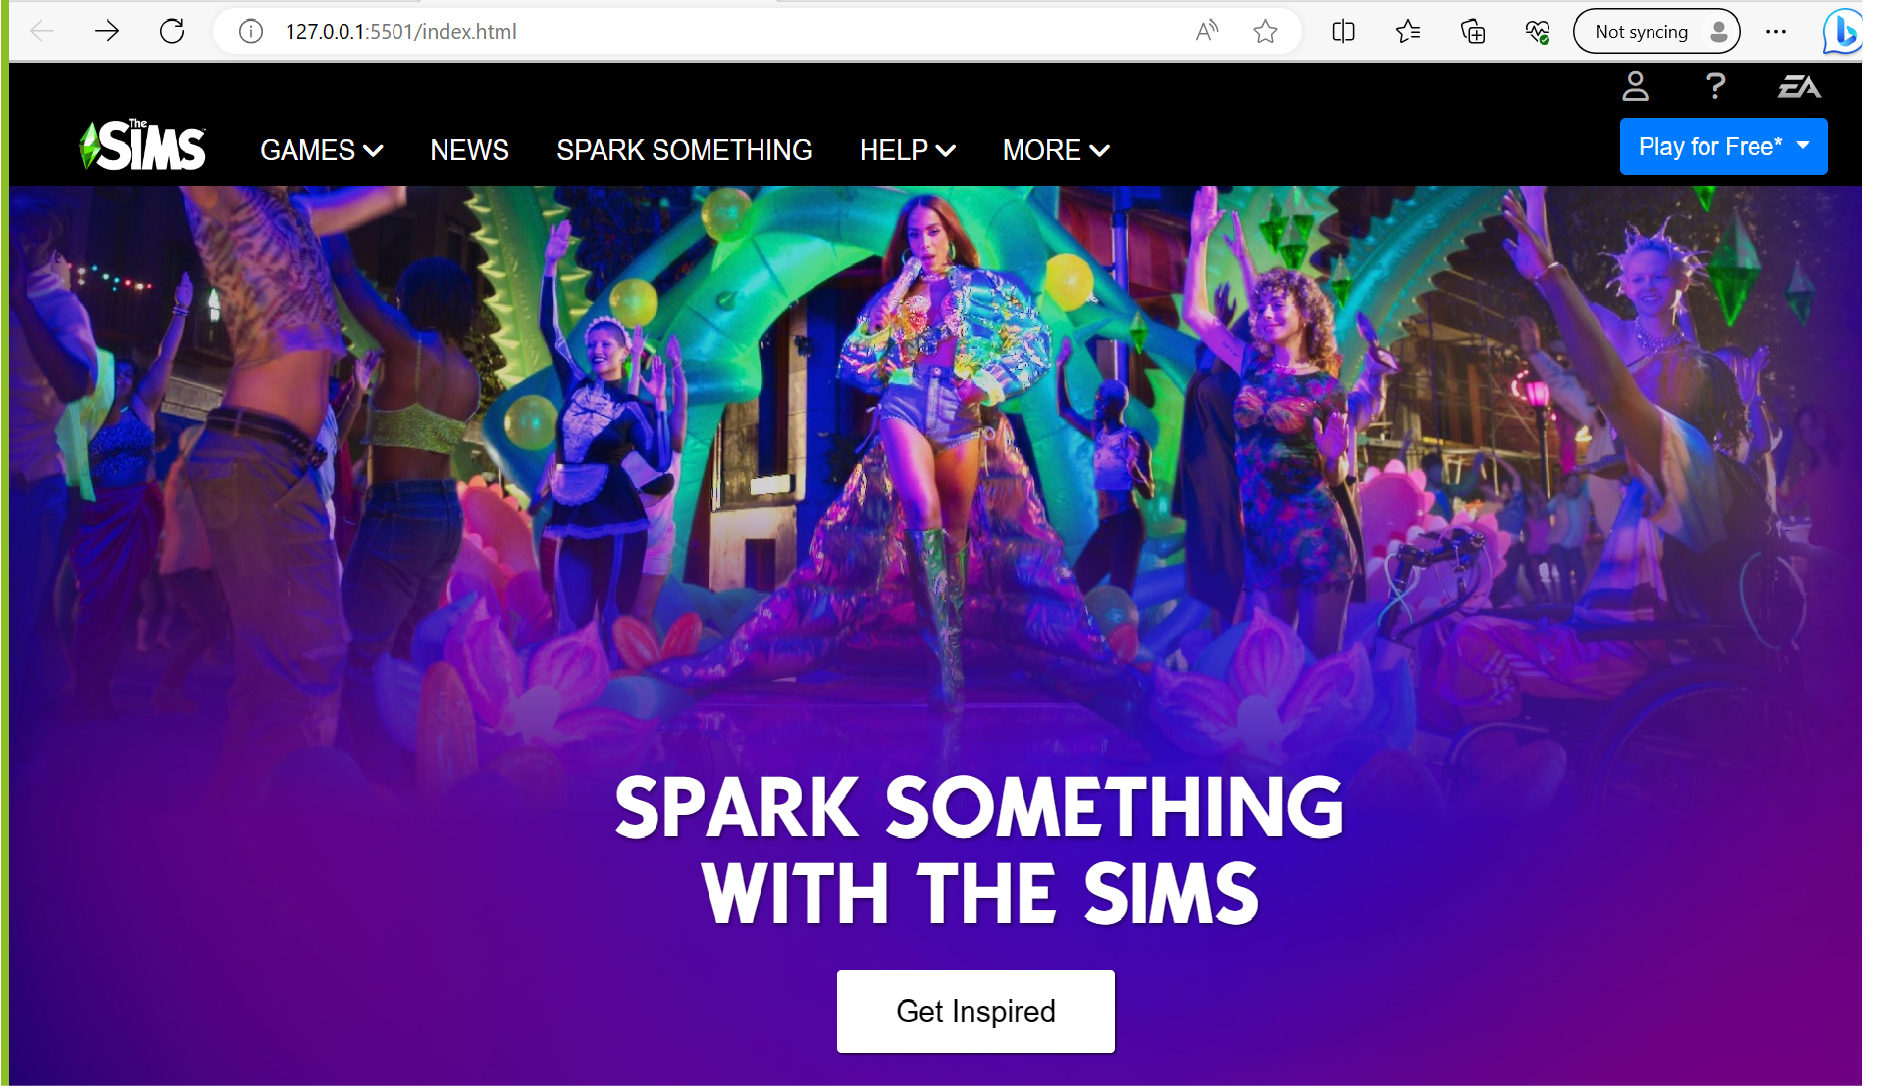 127.0.0.1:5501/index.html
Not syncing
EA
The SiMS
GAMES
NEWS
SPARK SOMETHING
HELP
MORE
Play for Free*
SPARK SOMETHING
WITH THE SIMS
Get Inspired